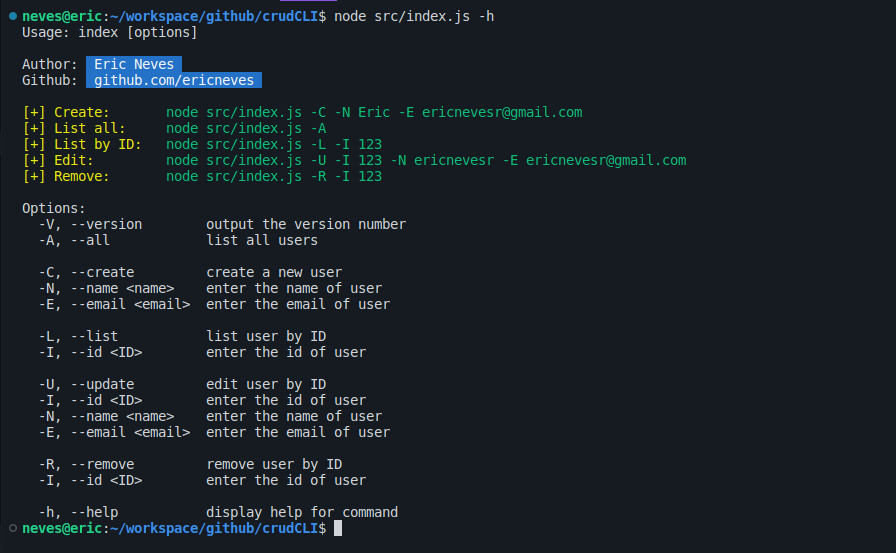 neves@eric:~/workspace/github/crudCLI$ node src/index.js -h
Usage: index [options]
Author: Eric Neves
Github: github.com/ericneves
[+] Create: node src/index.js -C -N Eric -E ericnevesr@gmail.com
[+] List all: node src/index.js -A
[+] List by ID: node src/index.js -L -I 123
[+] Edit: node src/index.js -U -I 123 -N ericnevesr -E ericnevesr@gmail.com
[+] Remove: node src/index.js -R -I 123
Options:
-V, --version output the version number
-A, --all list all users
-C, --create create a new user
-N, --name <name> enter the name of user
-E, --email <email> enter the email of user
-L, --list list user by ID
-I, --id <ID> enter the id of user
-U, --update edit user by ID
-I, --id <ID> enter the id of user
-N, --name <name> enter the name of user
-E, --email <email> enter the email of user
-R, --remove remove user by ID
-I, --id <ID> enter the id of user
-h, --help display help for command
neves@eric:~/workspace/github/crudCLI$